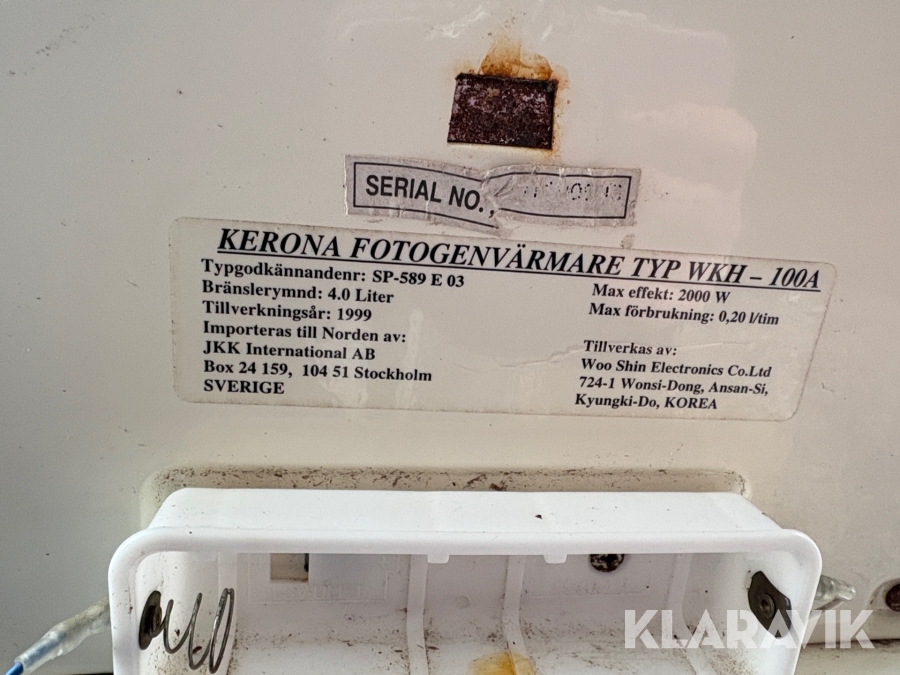 SERIAL NO.,
KERONA FOTOGENVÄRMARE TYP WKH – 100A
Typgodkännandenr: SP-589 E 03
Bränslerymnd: 4.0 Liter
Tillverkningsår: 1999
Importeras till Norden av:
JKK International AB
Box 24 159, 104 51 Stockholm
SVERIGE
Max effekt: 2000 W
Max förbrukning: 0,20 l/tim
Tillverkas av:
Woo Shin Electronics Co.Ltd
724-1 Wonsi-Dong, Ansan-Si,
Kyungki-Do, KOREA
KLARAVIK